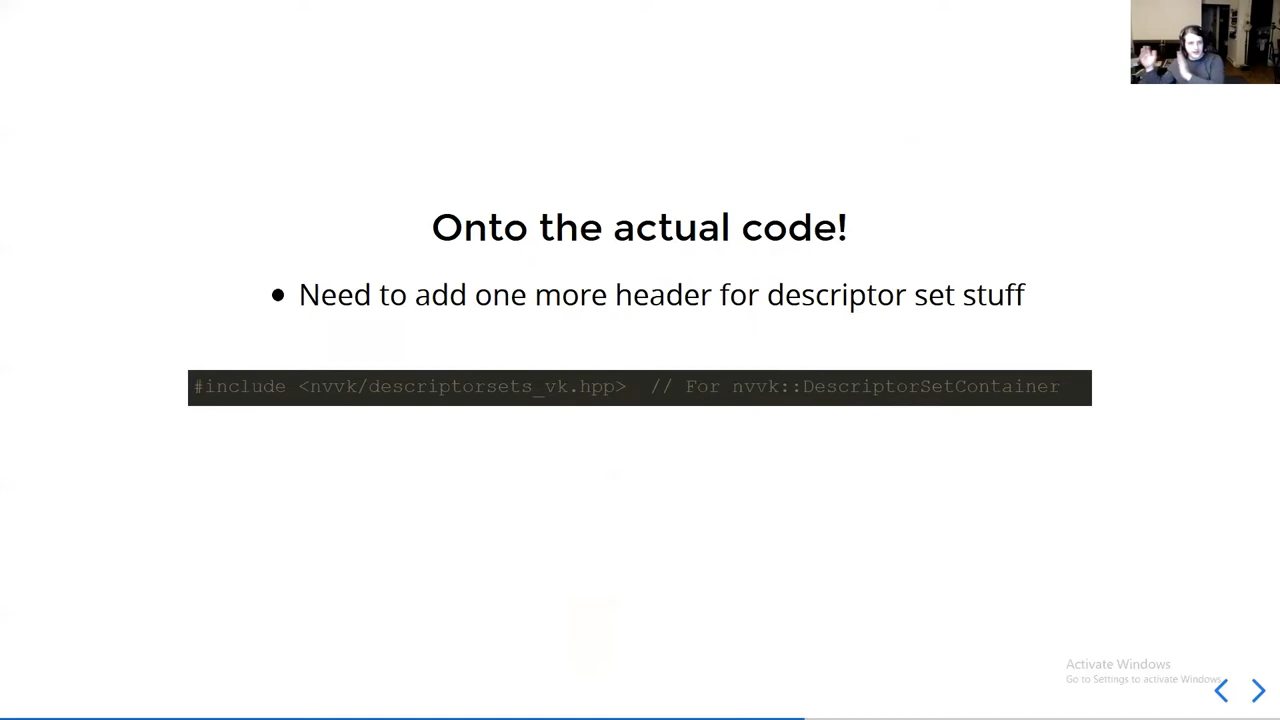 Onto the actual code!
• Need to add one more header for descriptor set stuff
#include <nvvk/descriptorsets_vk.hpp>  // For nvvk::DescriptorSetContainer
Activate Windows
Go to Settings to activate Windows.